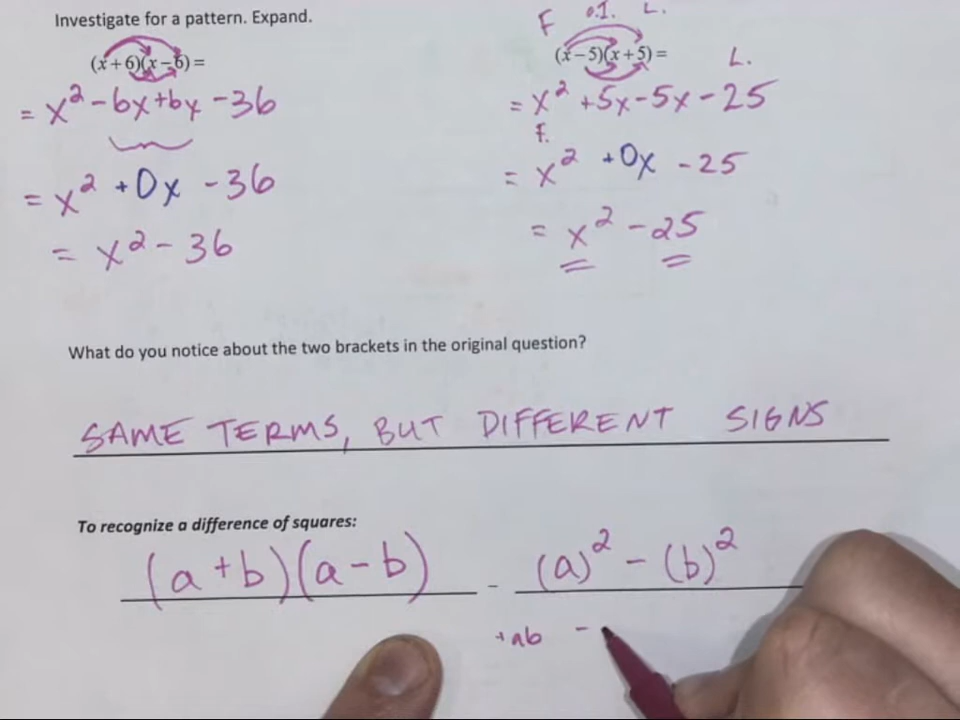 Investigate for a pattern. Expand.
F O.I. L.
(x+6)(x−6)=
(x−5)(x+5)=
L.
= x² −6x+6x −36
= x² +5x−5x −25
F.
= x² +0x −36
= x² +0x −25
= x² − 36
= x² −25
What do you notice about the two brackets in the original question?
SAME TERMS, BUT DIFFERENT SIGNS
To recognize a difference of squares:
(a+b)(a−b) - (a)² − (b)²
+ab −